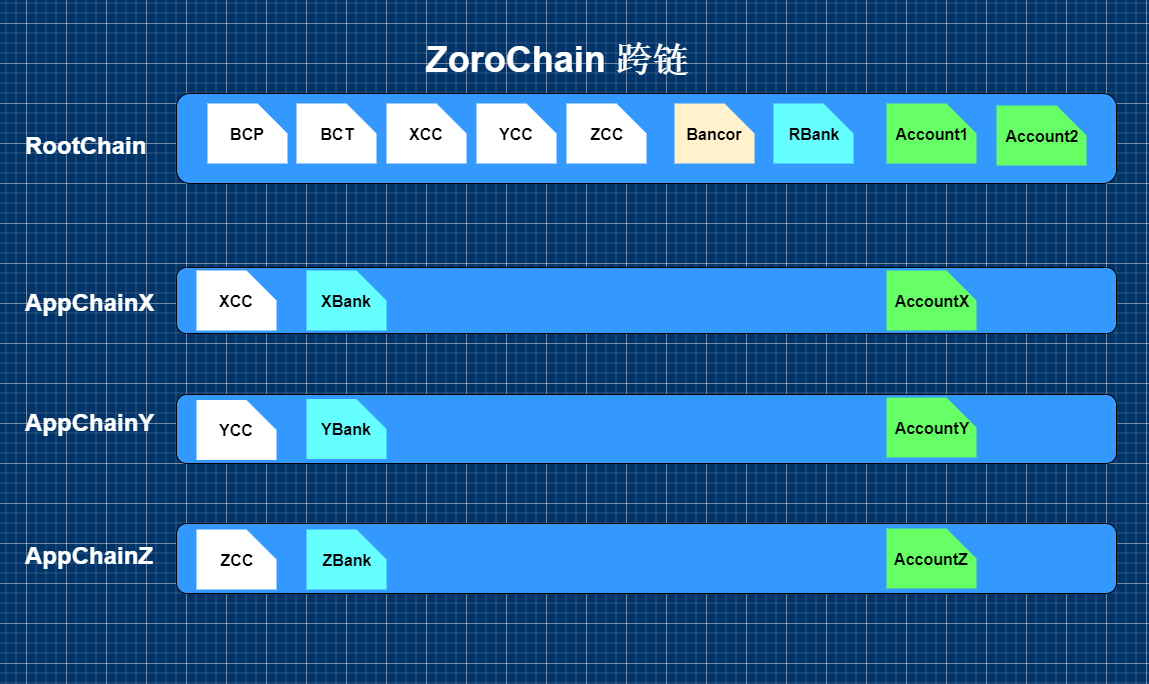 ZoroChain 跨链
RootChain
BCP
BCT
XCC
YCC
ZCC
Bancor
RBank
Account1
Account2
AppChainX
XCC
XBank
AccountX
AppChainY
YCC
YBank
AccountY
AppChainZ
ZCC
ZBank
AccountZ